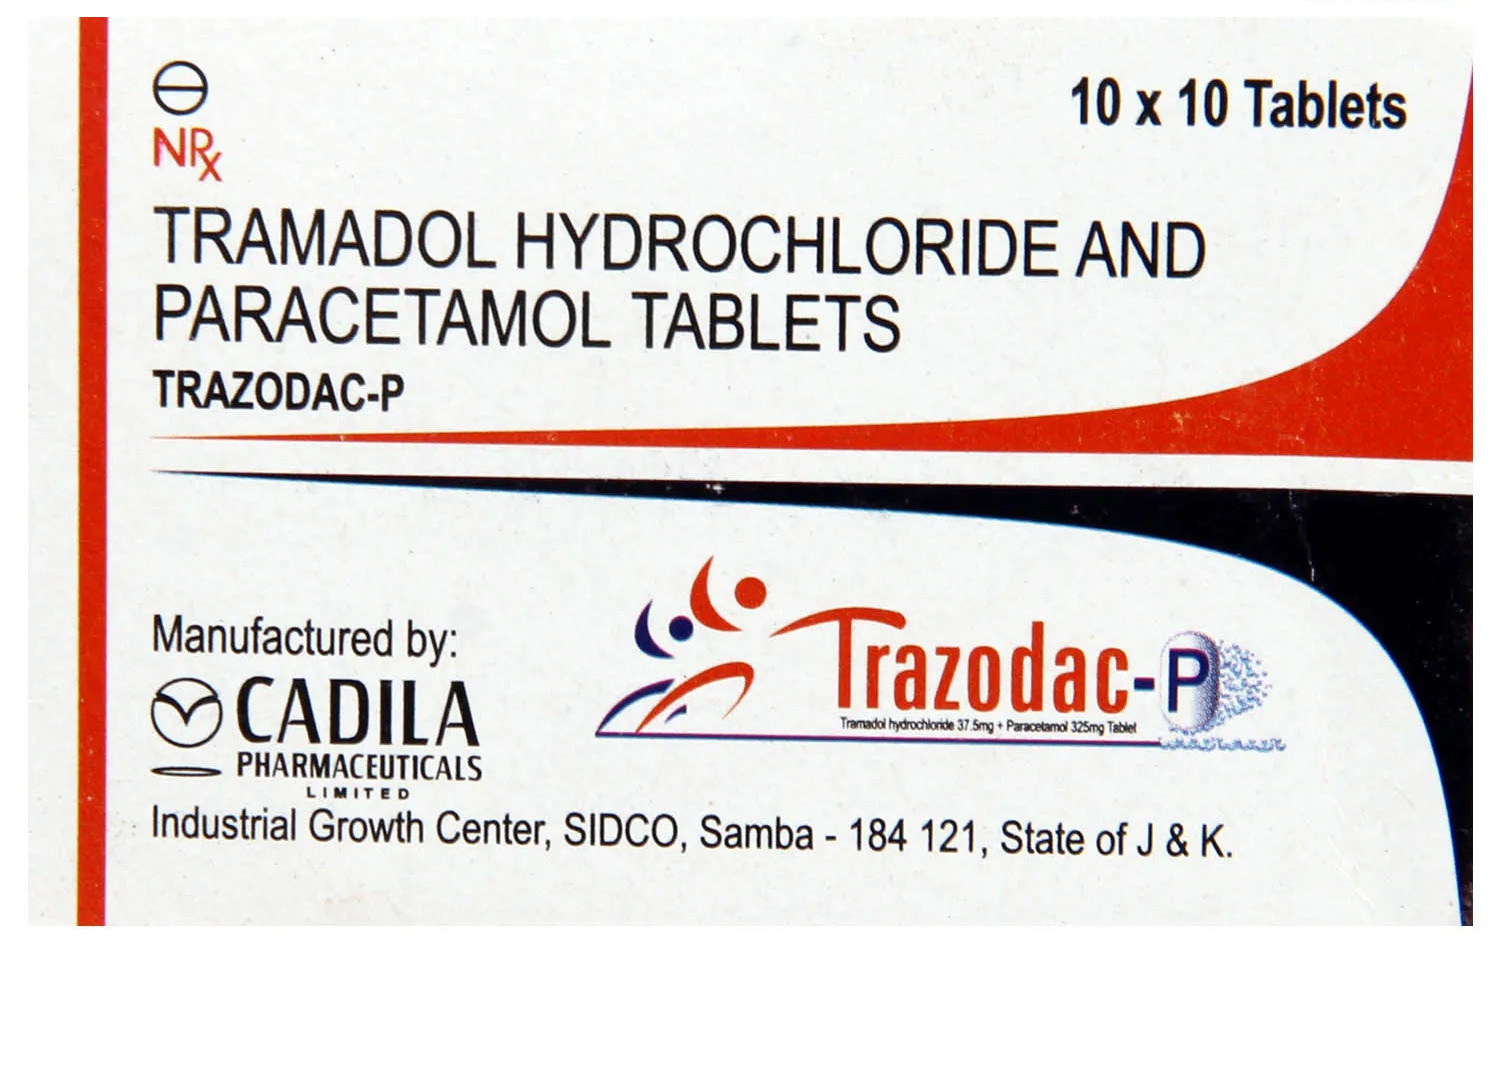 NRx
10 x 10 Tablets
TRAMADOL HYDROCHLORIDE AND
PARACETAMOL TABLETS
TRAZODAC-P
Trazodac-P
Tramadol hydrochloride 37.5mg + Paracetamol 325mg Tablet
Manufactured by:
CADILA
PHARMACEUTICALS
LIMITED
Industrial Growth Center, SIDCO, Samba - 184 121, State of J & K.